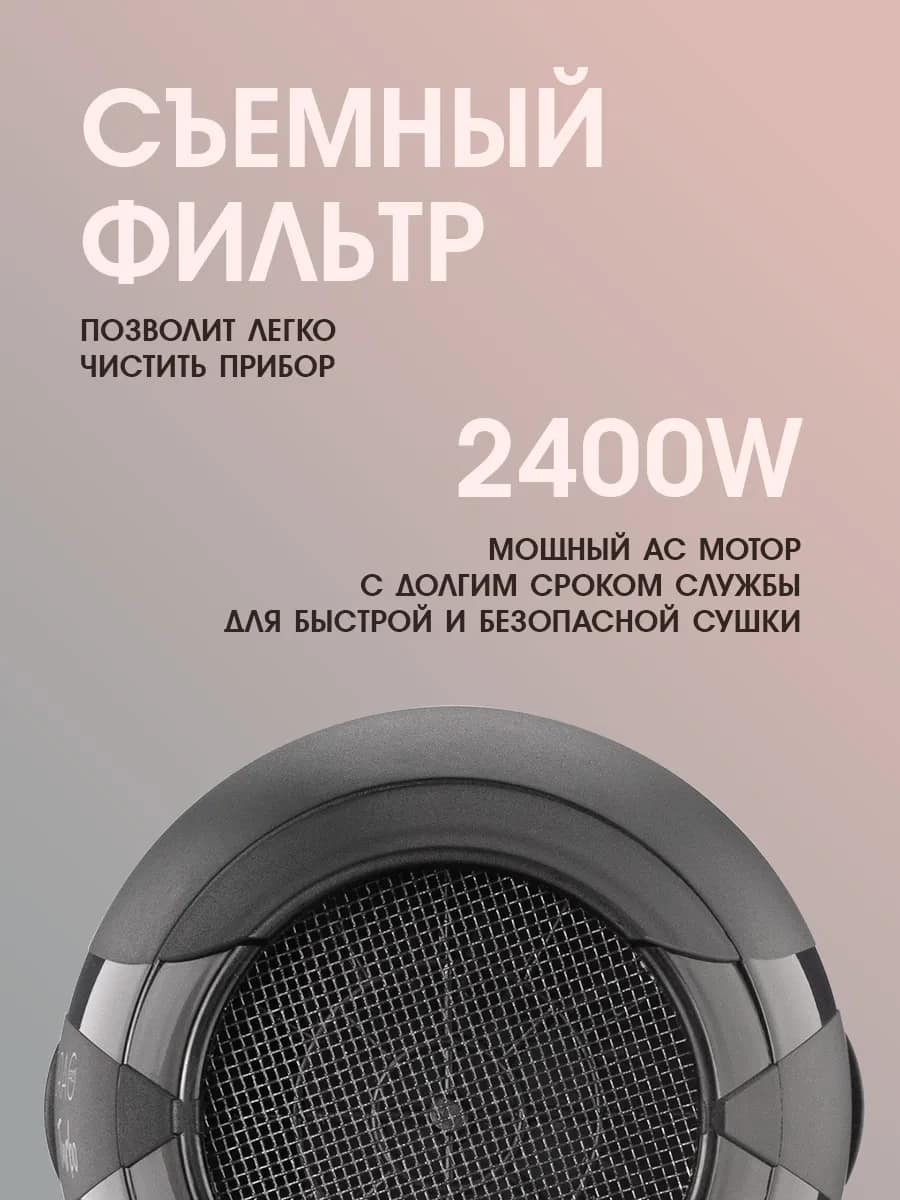 СЪЕМНЫЙ
ФИЛЬТР
ПОЗВОЛИТ ЛЕГКО
ЧИСТИТЬ ПРИБОР
2400W
МОЩНЫЙ АС МОТОР
С ДОЛГИМ СРОКОМ СЛУЖБЫ
ДЛЯ БЫСТРОЙ И БЕЗОПАСНОЙ СУШКИ